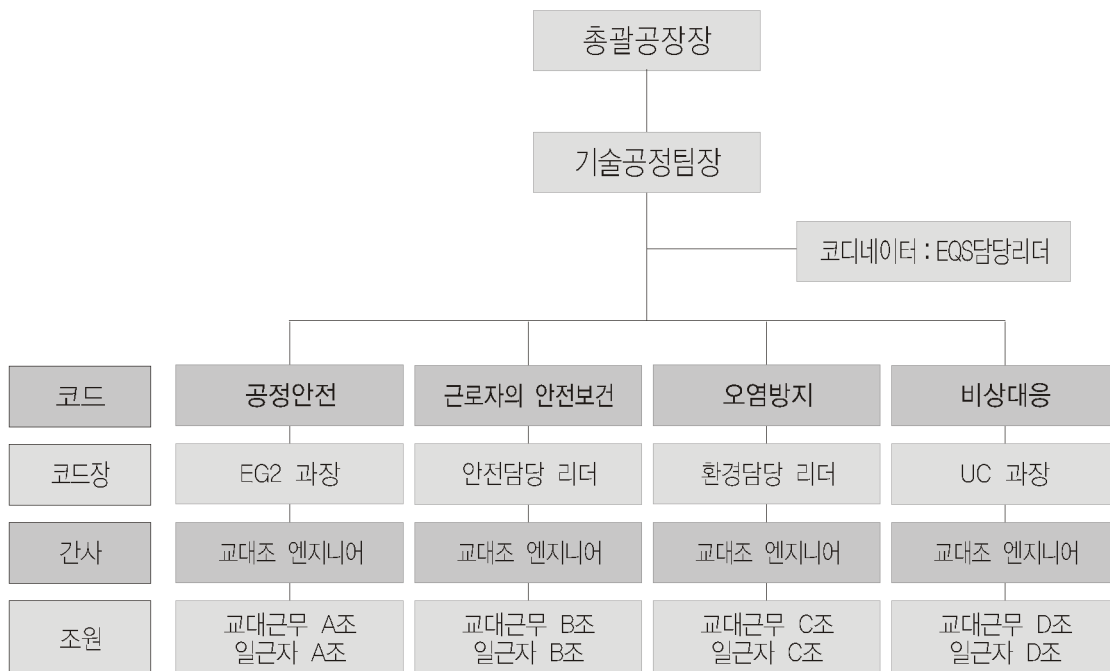 총괄공장장
기술공정팀장
코디네이터 : EQS담당리더
코드
공정안전
근로자의 안전보건
오염방지
비상대응
코드장
EG2 과장
안전담당 리더
환경담당 리더
UC 과장
간사
교대조 엔지니어
교대조 엔지니어
교대조 엔지니어
교대조 엔지니어
조원
교대근무 A조
일근자 A조
교대근무 B조
일근자 B조
교대근무 C조
일근자 C조
교대근무 D조
일근자 D조